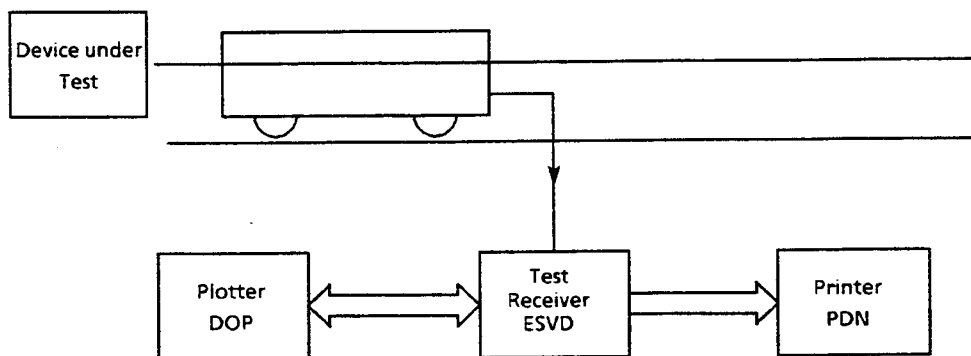 Device under
Test
Plotter
DOP
Test
Receiver
ESVD
Printer
PDN